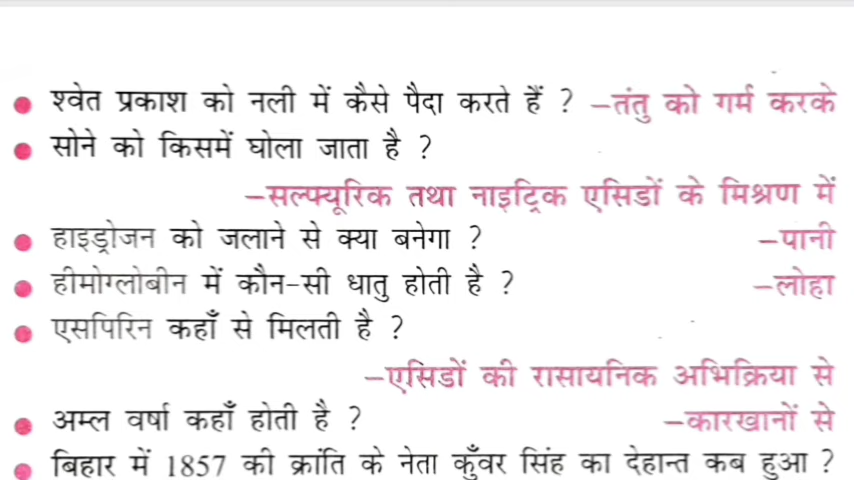 ● श्वेत प्रकाश को नली में कैसे पैदा करते हैं ? –तंतु को गर्म करके
● सोने को किसमें घोला जाता है ?
–सल्फ्यूरिक तथा नाइट्रिक एसिडों के मिश्रण में
● हाइड्रोजन को जलाने से क्या बनेगा ? –पानी
● हीमोग्लोबीन में कौन-सी धातु होती है ? –लोहा
● एसपिरिन कहाँ से मिलती है ?
–एसिडों की रासायनिक अभिक्रिया से
● अम्ल वर्षा कहाँ होती है ? –कारखानों से
● बिहार में 1857 की क्रांति के नेता कुँवर सिंह का देहान्त कब हुआ ?